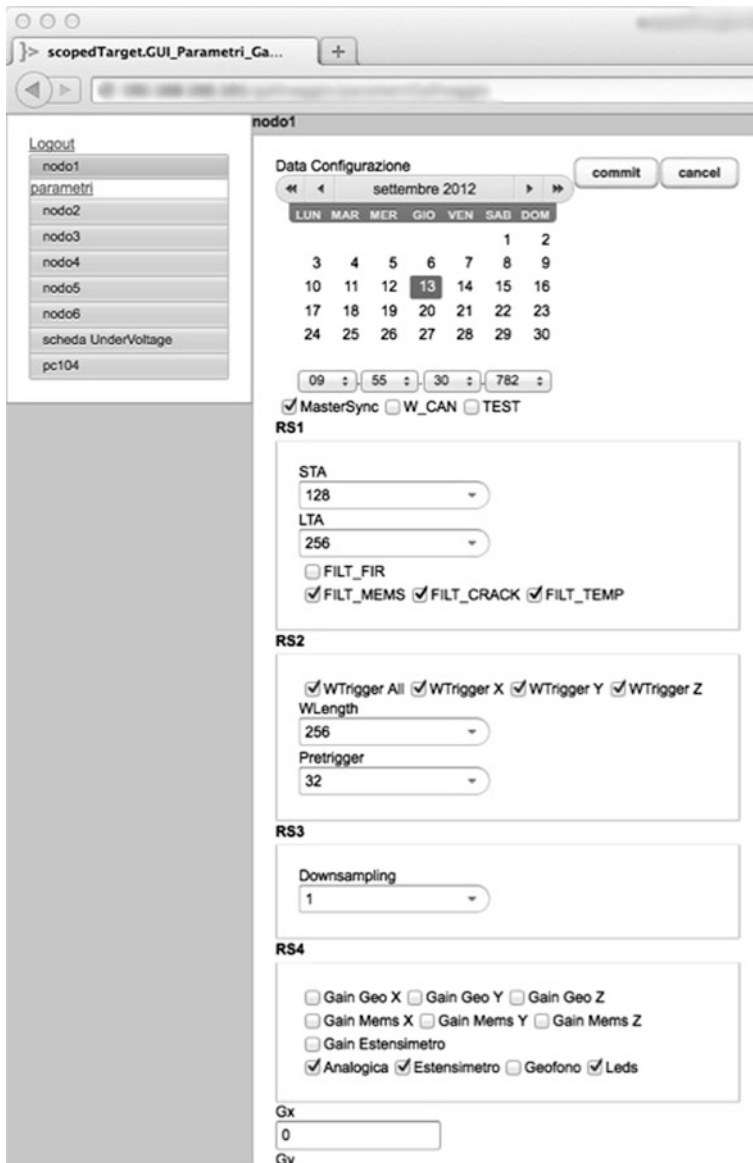 }> scopedTarget.GUI_Parametri_Ga... +
Logout
nodo1
parametri
nodo2
nodo3
nodo4
nodo5
nodo6
scheda UnderVoltage
pc104
nodo1
Data Configurazione
commit cancel
settembre 2012
LUN MAR MER GIO VEN SAB DOM
1 2
3 4 5 6 7 8 9
10 11 12 13 14 15 16
17 18 19 20 21 22 23
24 25 26 27 28 29 30
09 . 55 . 30 . 782
MasterSync W_CAN TEST
RS1
STA
128
LTA
256
FILT_FIR
FILT_MEMS FILT_CRACK FILT_TEMP
RS2
WTrigger All WTrigger X WTrigger Y WTrigger Z
WLength
256
Pretrigger
32
RS3
Downsampling
1
RS4
Gain Geo X Gain Geo Y Gain Geo Z
Gain Mems X Gain Mems Y Gain Mems Z
Gain Estensimetro
Analogica Estensimetro Geofono Leds
Gx
0
Gy